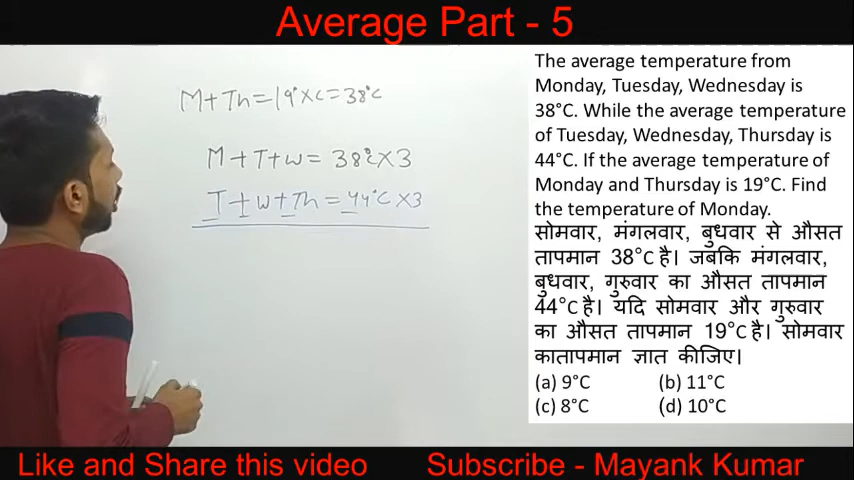 Average Part - 5
M+Th=19°×2=38°C
M+T+W= 38°C×3
T+W+Th=44°C×3
The average temperature from
Monday, Tuesday, Wednesday is
38°C. While the average temperature
of Tuesday, Wednesday, Thursday is
44°C. If the average temperature of
Monday and Thursday is 19°C. Find
the temperature of Monday.
सोमवार, मंगलवार, बुधवार से औसत
तापमान 38°C है। जबकि मंगलवार,
बुधवार, गुरुवार का औसत तापमान
44°C है। यदि सोमवार और गुरुवार
का औसत तापमान 19°C है। सोमवार
कातापमान ज्ञात कीजिए।
(a) 9°C (b) 11°C
(c) 8°C (d) 10°C
Like and Share this video Subscribe - Mayank Kumar